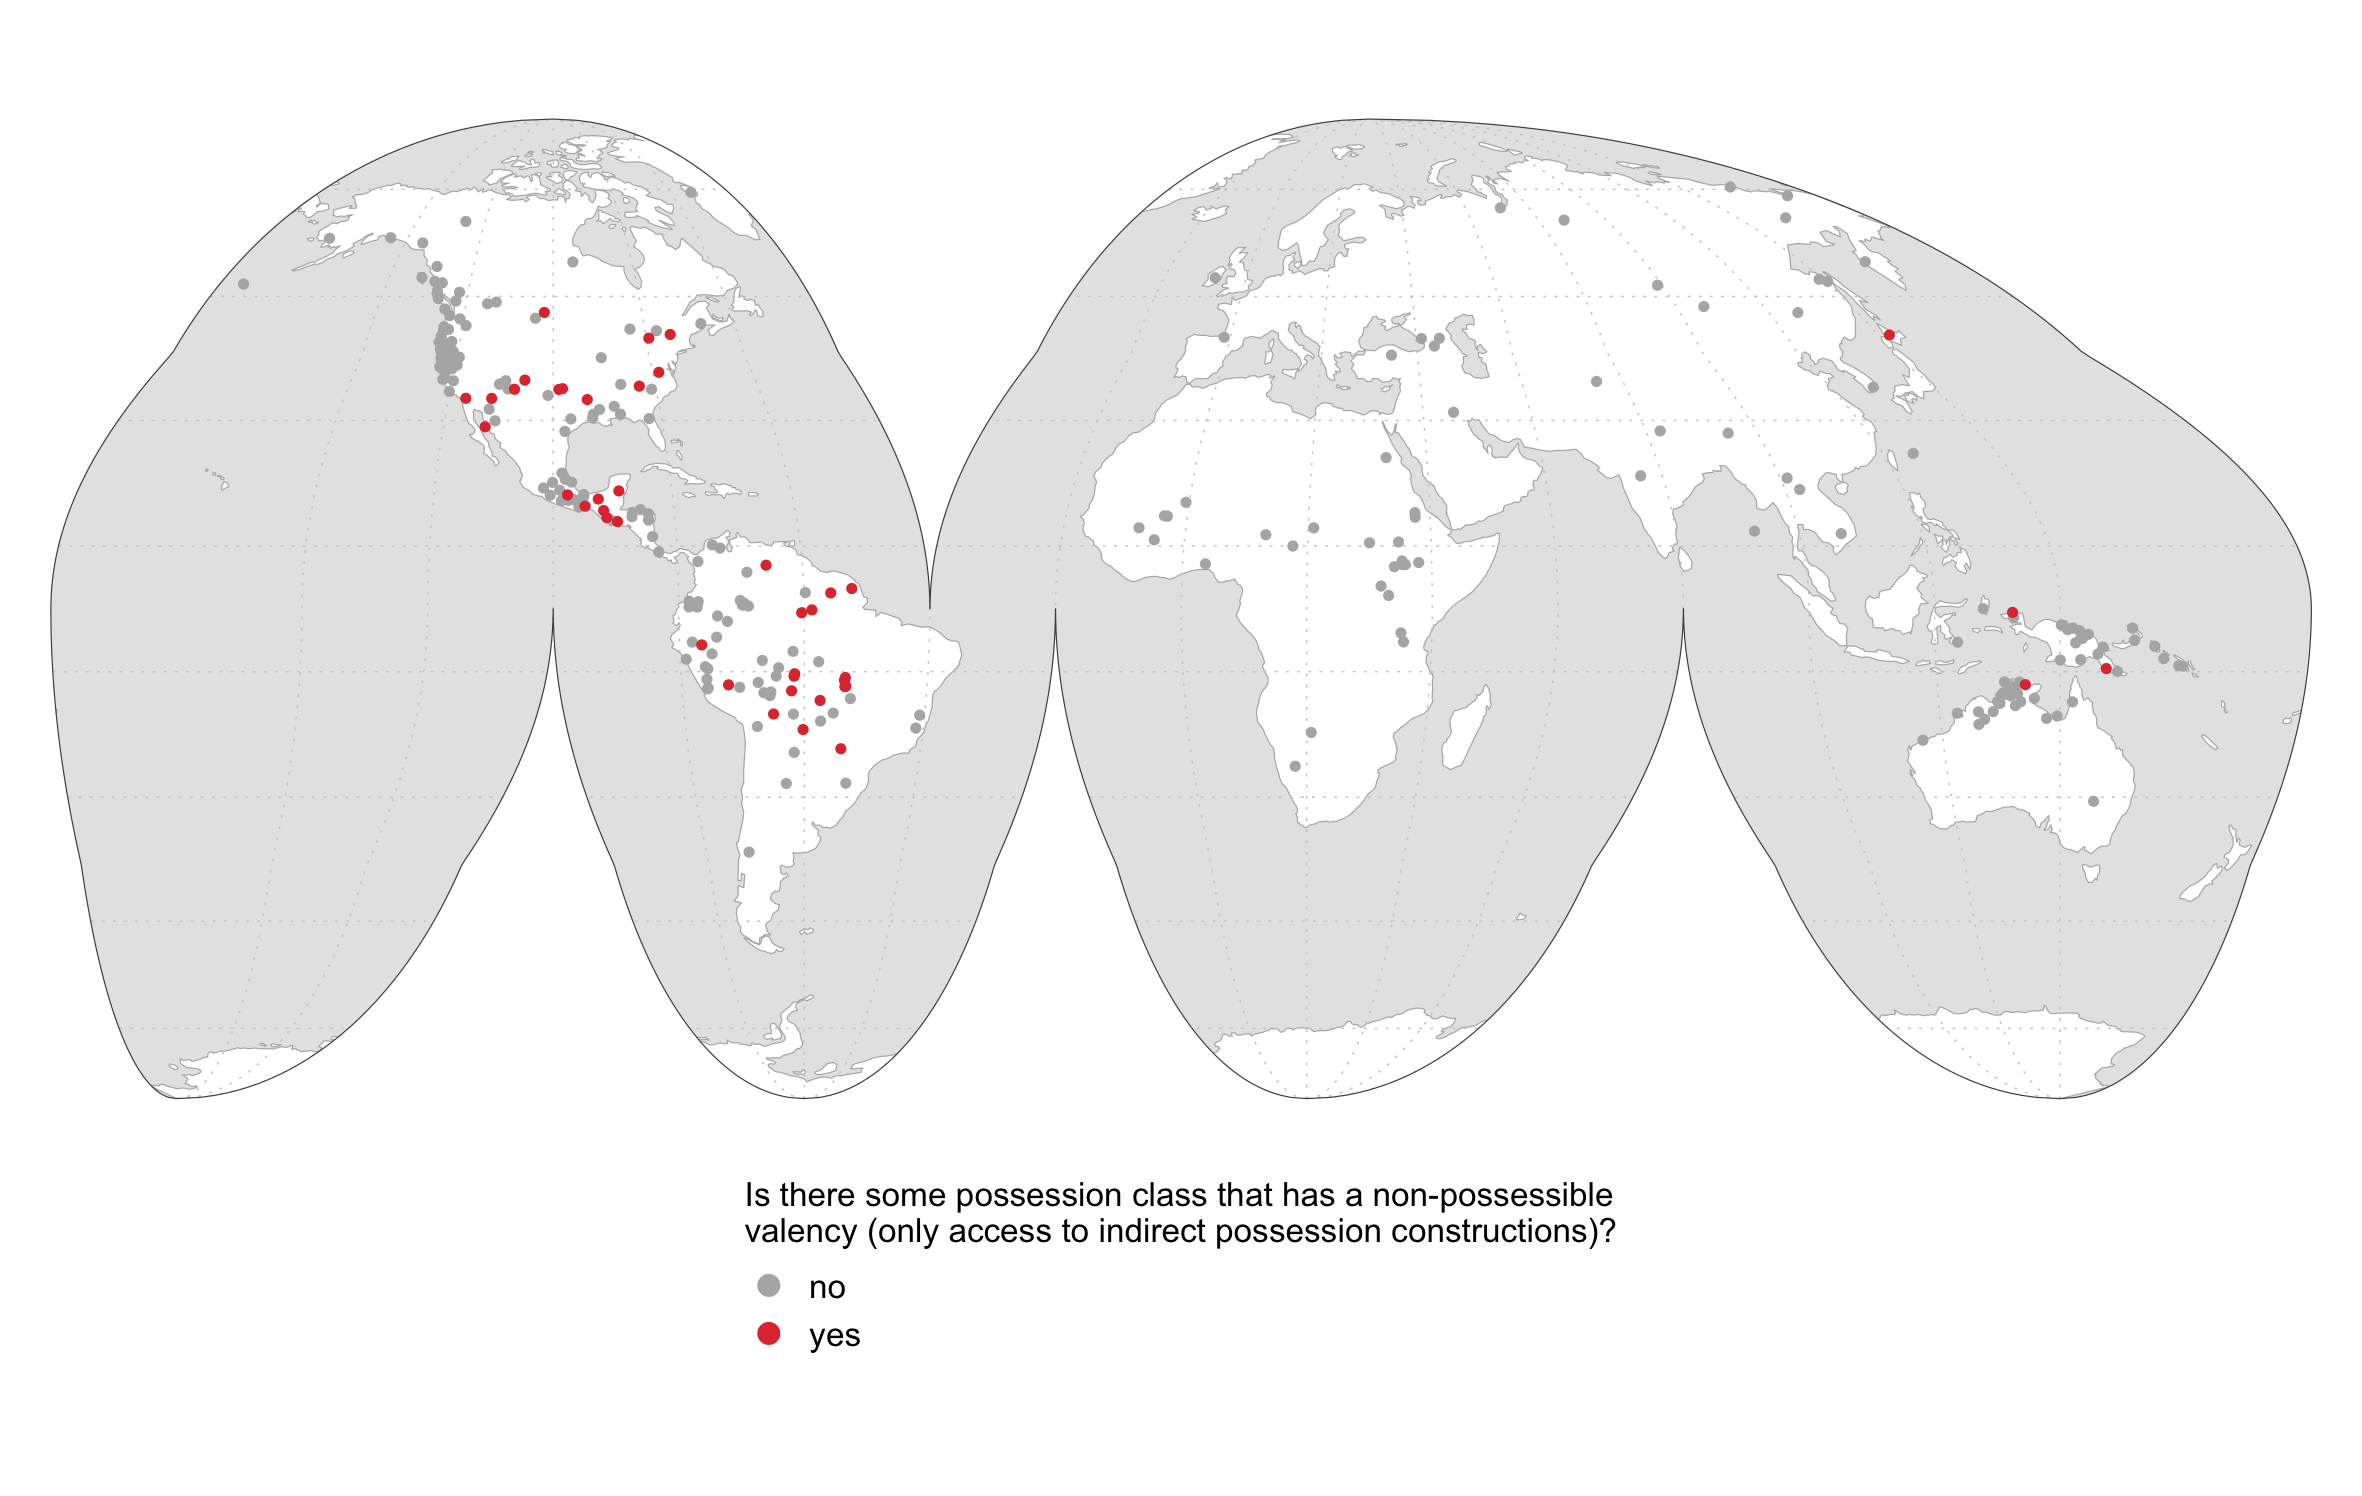 Is there some possession class that has a non-possessible
valency (only access to indirect possession constructions)?
no
yes